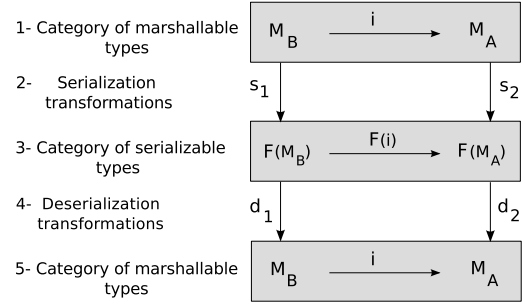 1- Category of marshallable
types
i
M_B
M_A
2- Serialization
transformations
s_1
s_2
3- Category of serializable
types
F(i)
F(M_B)
F(M_A)
4- Deserialization
transformations
d_1
d_2
5- Category of marshallable
types
i
M_B
M_A